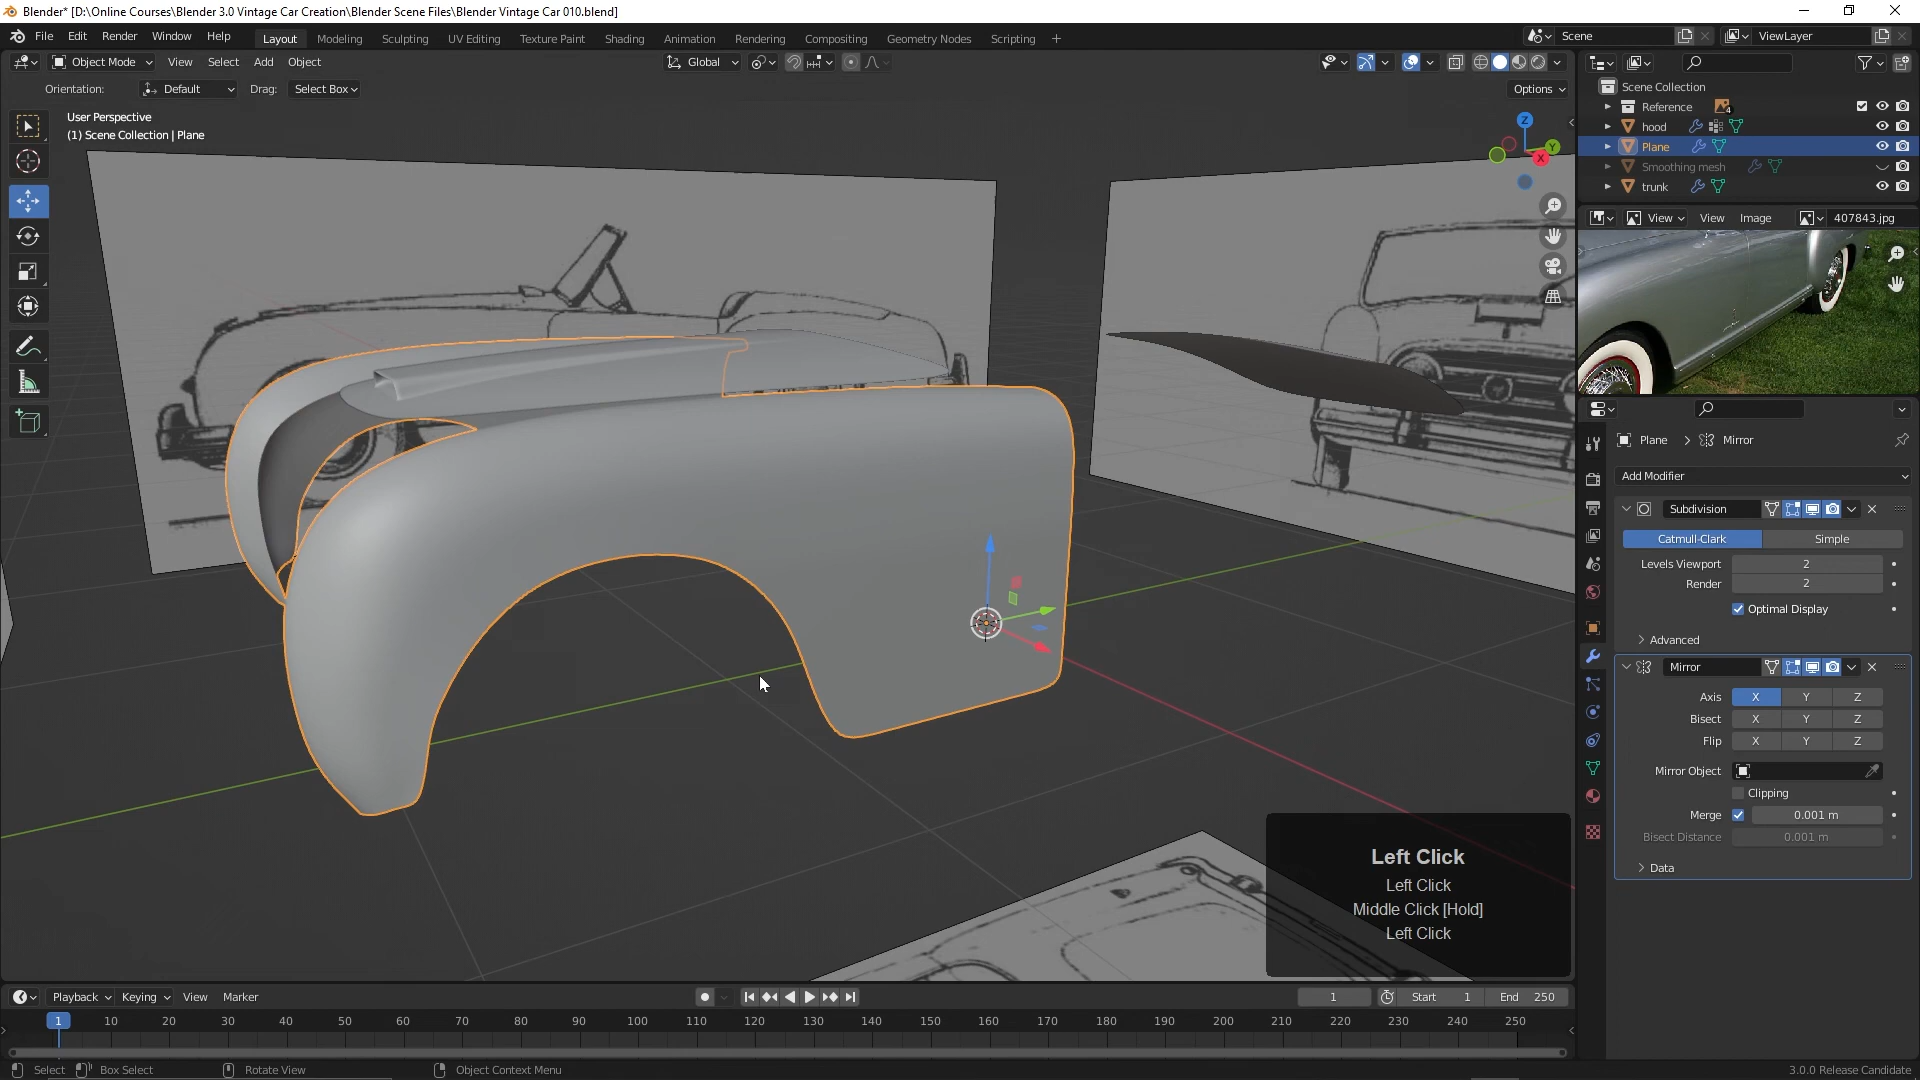 Blender* [D:\Online Courses\Blender 3.0 Vintage Car Creation\Blender Scene Files\Blender Vintage Car 010.blend]
File Edit Render Window Help Layout Modeling Sculpting UV Editing Texture Paint Shading Animation Rendering Compositing Geometry Nodes Scripting + Scene ViewLayer
Object Mode View Select Add Object Global
Orientation: Default Drag: Select Box Options
User Perspective
(1) Scene Collection | Plane
Z
Y
X
Scene Collection
Reference 4
hood
Plane
Smoothing mesh
trunk
View View Image 407843.jpg
Plane > Mirror
Add Modifier
Subdivision
Catmull-Clark Simple
Levels Viewport 2
Render 2
Optimal Display
Advanced
Mirror
Axis X Y Z
Bisect X Y Z
Flip X Y Z
Mirror Object
Clipping
Merge 0.001 m
Bisect Distance 0.001 m
Data
Left Click
Left Click
Middle Click [Hold]
Left Click
Playback Keying View Marker 1 Start 1 End 250
1 10 20 30 40 50 60 70 80 90 100 110 120 130 140 150 160 170 180 190 200 210 220 230 240 250
Select Box Select Rotate View Object Context Menu 3.0.0 Release Candidate